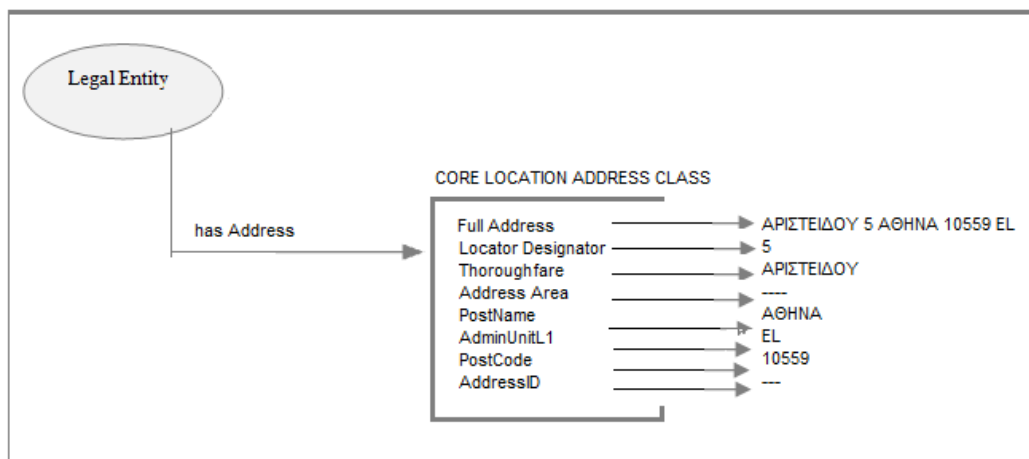 Legal Entity
CORE LOCATION ADDRESS CLASS
has Address
Full Address ΑΡΙΣΤΕΙΔΟΥ 5 ΑΘΗΝΑ 10559 EL
Locator Designator 5
Thoroughfare ΑΡΙΣΤΕΙΔΟΥ
Address Area ----
PostName ΑΘΗΝΑ
AdminUnitL1 EL
PostCode 10559
AddressID ---